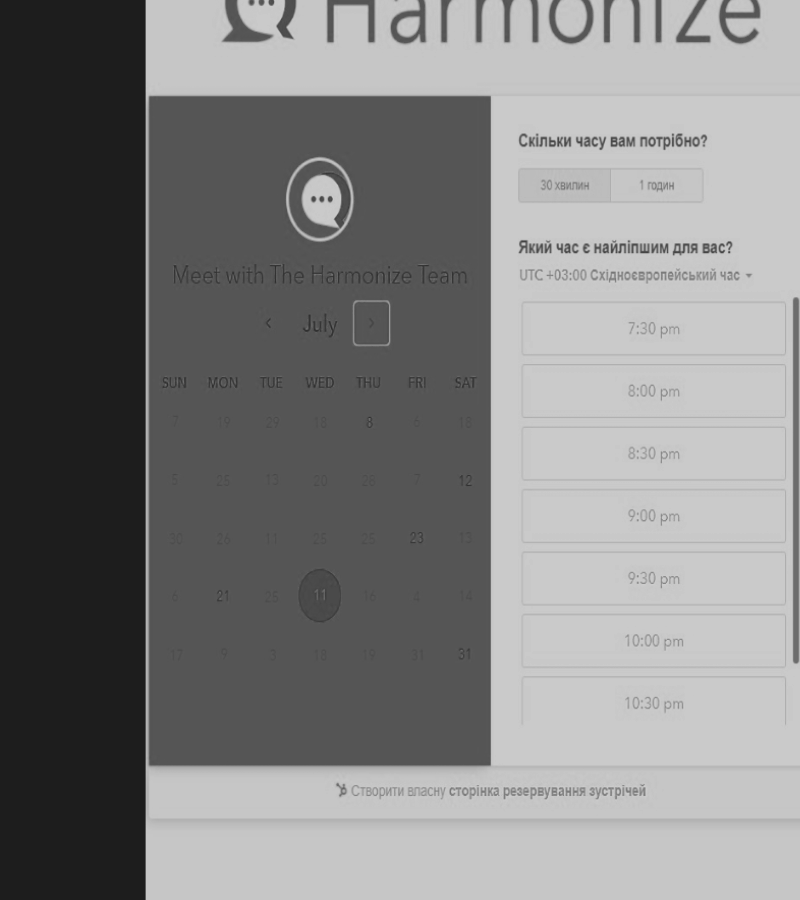 Harmonize
Meet with The Harmonize Team
July
SUN MON TUE WED THU FRI SAT
7 19 29 18 8 6 15
5 25 13 20 28 7 12
30 26 11 25 25 23 13
6 21 25 11 16 4 14
17 9 3 18 19 31 31
Скільки часу вам потрібно?
30 хвилин 1 годин
Який час є найліпшим для вас?
UTC +03:00 Східноєвропейський час
7:30 pm
8:00 pm
8:30 pm
9:00 pm
9:30 pm
10:00 pm
10:30 pm
Створити власну сторінка резервування зустрічей